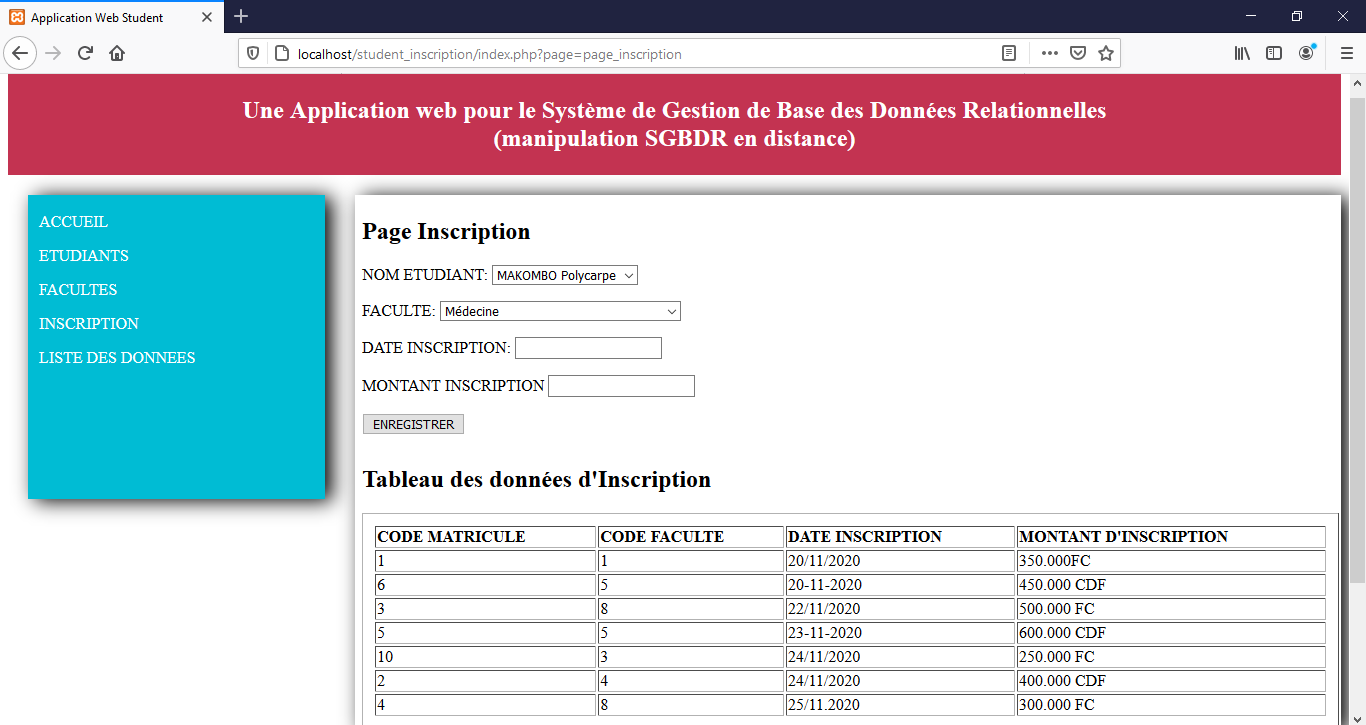 Application Web Student
localhost/student_inscription/index.php?page=page_inscription
Une Application web pour le Système de Gestion de Base des Données Relationnelles
(manipulation SGBDR en distance)
ACCUEIL
ETUDIANTS
FACULTES
INSCRIPTION
LISTE DES DONNEES
Page Inscription
NOM ETUDIANT: MAKOMBO Polycarpe
FACULTE: Médecine
DATE INSCRIPTION:
MONTANT INSCRIPTION
ENREGISTRER
Tableau des données d'Inscription
CODE MATRICULE CODE FACULTE DATE INSCRIPTION MONTANT D'INSCRIPTION
1 1 20/11/2020 350.000FC
6 5 20-11-2020 450.000 CDF
3 8 22/11/2020 500.000 FC
5 5 23-11-2020 600.000 CDF
10 3 24/11/2020 250.000 FC
2 4 24/11/2020 400.000 CDF
4 8 25/11.2020 300.000 FC